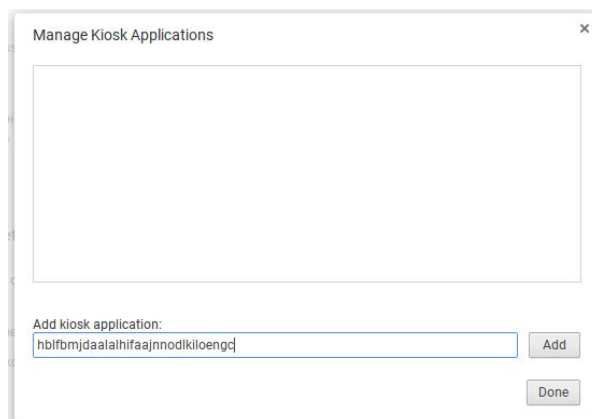 Manage Kiosk Applications
Add kiosk application:
hblfbmjdaalalhifaajnnodlkiloengc
Add
Done